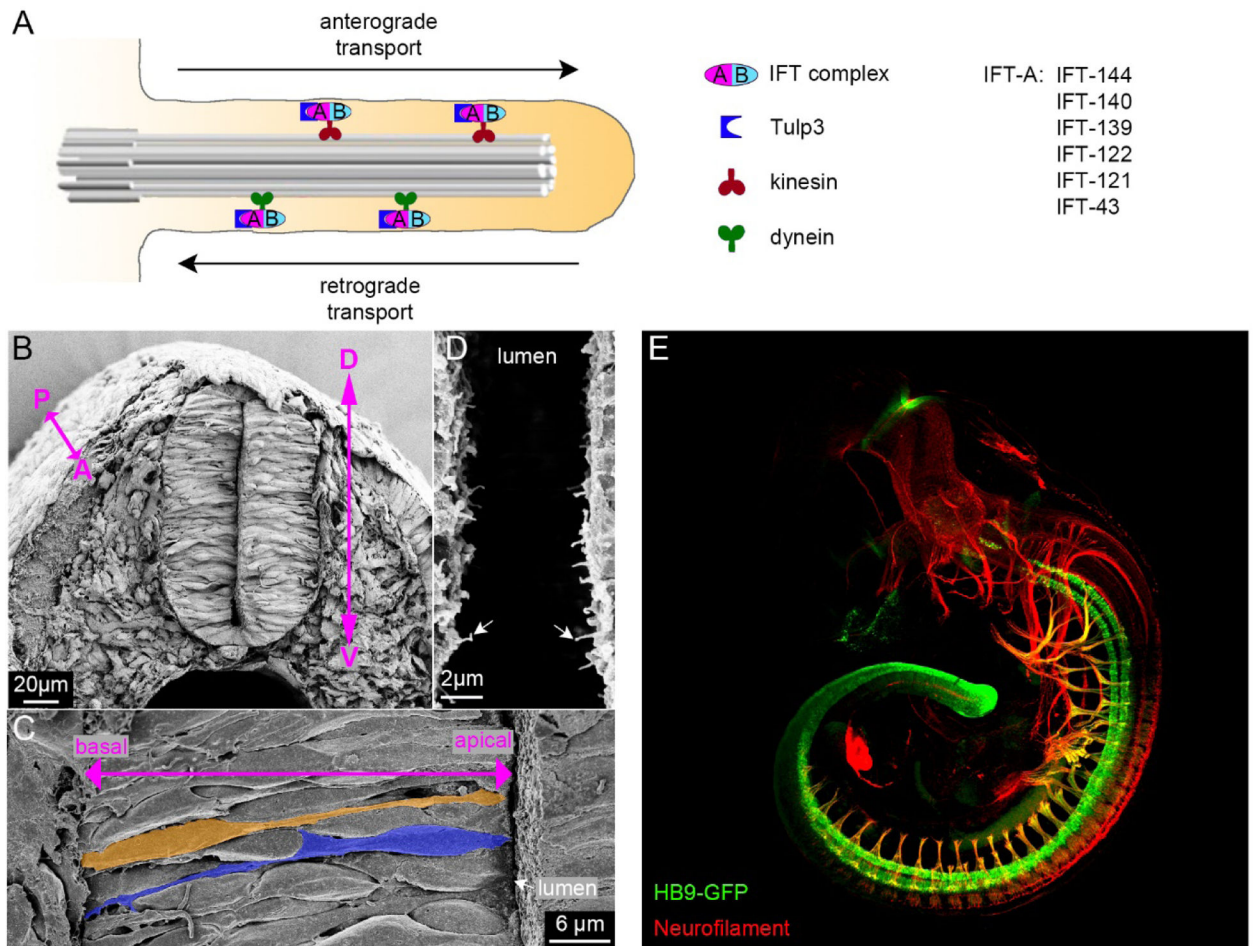 A
anterograde
transport
A B
A B
A B
A B
retrograde
transport
A B IFT complex
Tulp3
kinesin
dynein
IFT-A: IFT-144
IFT-140
IFT-139
IFT-122
IFT-121
IFT-43
B
P
A
D
V
20µm
D
lumen
2µm
C
basal
apical
lumen
6 µm
E
HB9-GFP
Neurofilament